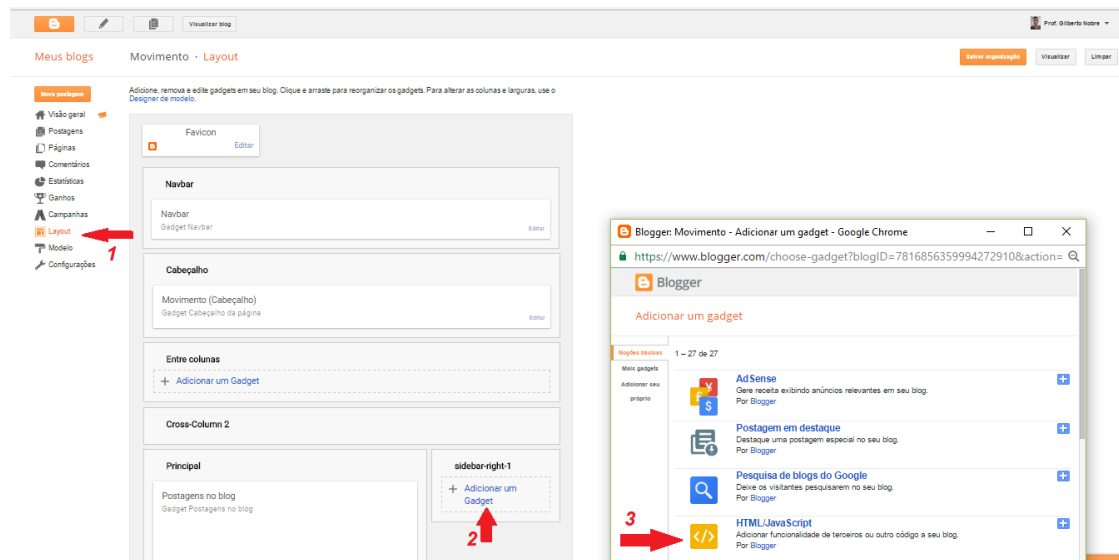 Visualizar blog
Prof. Gilberto Nobre
Meus blogs
Movimento · Layout
Salvar organização
Visualizar
Limpar
Nova postagem
Visão geral
Postagens
Páginas
Comentários
Estatísticas
Ganhos
Campanhas
Layout
Modelo
Configurações
1
Adicione, remova e edite gadgets em seu blog. Clique e arraste para reorganizar os gadgets. Para alterar as colunas e larguras, use o
Designer de modelo.
Favicon
Editar
Navbar
Navbar
Gadget Navbar
Editar
Cabeçalho
Movimento (Cabeçalho)
Gadget Cabeçalho da página
Editar
Entre colunas
+ Adicionar um Gadget
Cross-Column 2
Principal
Postagens no blog
Gadget Postagens no blog
sidebar-right-1
+ Adicionar um
Gadget
2
Blogger: Movimento - Adicionar um gadget - Google Chrome
https://www.blogger.com/choose-gadget?blogID=7816856359994272910&action=
Blogger
Adicionar um gadget
Noções básicas
Mais gadgets
Adicionar seu
próprio
1 – 27 de 27
AdSense
Gere receita exibindo anúncios relevantes em seu blog.
Por Blogger
Postagem em destaque
Destaque uma postagem especial no seu blog.
Por Blogger
Pesquisa de blogs do Google
Deixe os visitantes pesquisarem no seu blog.
Por Blogger
3
HTML/JavaScript
Adicionar funcionalidade de terceiros ou outro código a seu blog.
Por Blogger